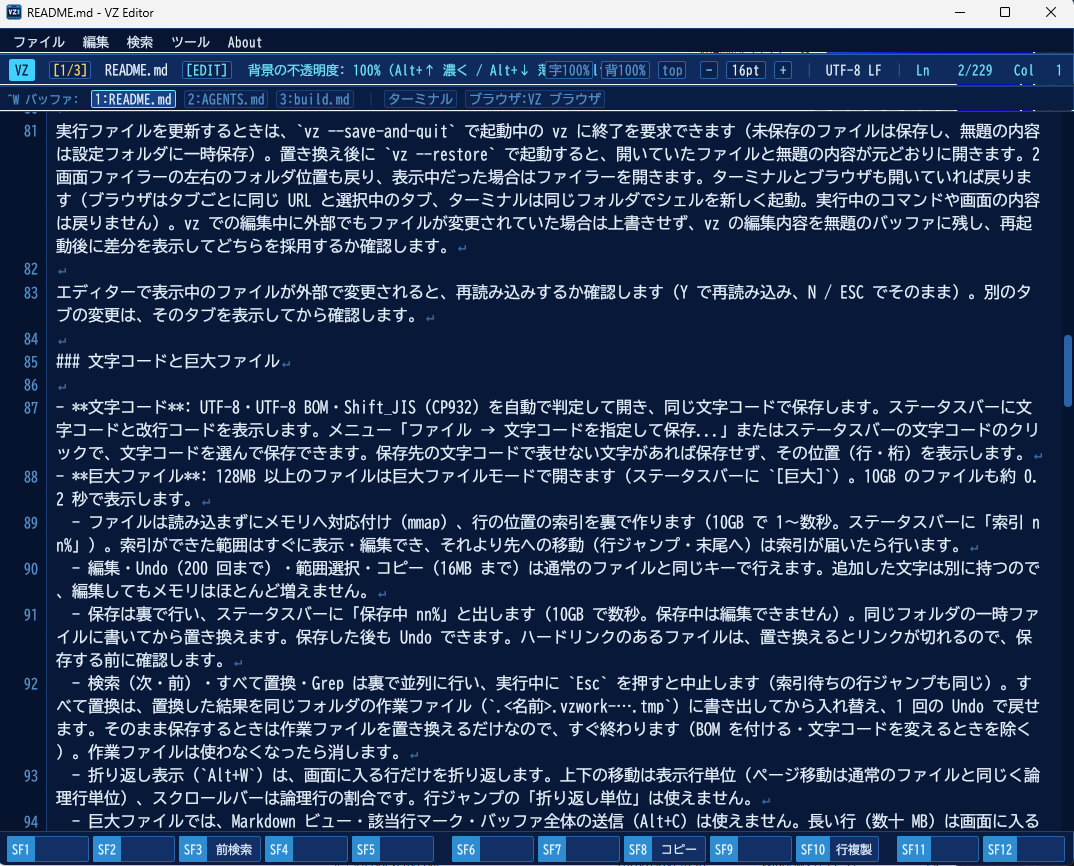 README.md - VZ Editor
ファイル 編集 検索 ツール About
VZ [1/3] README.md [EDIT] 背景の不透明度: 100% (Alt+↑ 濃く / Alt+↓ 字100% 背100% top - 16pt + | UTF-8 LF | Ln 2/229 Col 1
^W バッファ: 1:README.md 2:AGENTS.md 3:build.md | ターミナル ブラウザ:VZ ブラウザ
81 実行ファイルを更新するときは、`vz --save-and-quit` で起動中の vz に終了を要求できます（未保存のファイルは保存し、無題の内容
は設定フォルダに一時保存）。置き換え後に `vz --restore` で起動すると、開いていたファイルと無題の内容が元どおりに開きます。2
画面ファイラーの左右のフォルダ位置も戻り、表示中だった場合はファイラーを開きます。ターミナルとブラウザも開いていれば戻りま
す（ブラウザはタブごとに同じ URL と選択中のタブ、ターミナルは同じフォルダでシェルを新しく起動。実行中のコマンドや画面の内容
は戻りません）。vz での編集中に外部でもファイルが変更されていた場合は上書きせず、vz の編集内容を無題のバッファに残し、再起
動後に差分を表示してどちらを採用するか確認します。↵
82 ↵
83 エディターで表示中のファイルが外部で変更されると、再読み込みするか確認します（Y で再読み込み、N / ESC でそのまま）。別のタ
ブの変更は、そのタブを表示してから確認します。↵
84 ↵
85 ### 文字コードと巨大ファイル↵
86 ↵
87 - **文字コード**: UTF-8・UTF-8 BOM・Shift_JIS（CP932）を自動で判定して開き、同じ文字コードで保存します。ステータスバーに文
字コードと改行コードを表示します。メニュー「ファイル → 文字コードを指定して保存...」またはステータスバーの文字コードのクリ
ックで、文字コードを選んで保存できます。保存先の文字コードで表せない文字があれば保存せず、その位置（行・桁）を表示します。↵
88 - **巨大ファイル**: 128MB 以上のファイルは巨大ファイルモードで開きます（ステータスバーに `[巨大]`）。10GB のファイルも約 0.
2 秒で表示します。↵
89 - ファイルは読み込まずにメモリへ対応付け（mmap）、行の位置の索引を裏で作ります（10GB で 1～数秒。ステータスバーに「索引 n
n%」）。索引ができた範囲はすぐに表示・編集でき、それより先への移動（行ジャンプ・末尾へ）は索引が届いたら行います。↵
90 - 編集・Undo（200 回まで）・範囲選択・コピー（16MB まで）は通常のファイルと同じキーで行えます。追加した文字は別に持つので
、編集してもメモリはほとんど増えません。↵
91 - 保存は裏で行い、ステータスバーに「保存中 nn%」と出します（10GB で数秒。保存中は編集できません）。同じフォルダの一時ファ
イルに書いてから置き換えます。保存した後も Undo できます。ハードリンクのあるファイルは、置き換えるとリンクが切れるので、保
存する前に確認します。↵
92 - 検索（次・前）・すべて置換・Grep は裏で並列に行い、実行中に `Esc` を押すと中止します（索引待ちの行ジャンプも同じ）。す
べて置換は、置換した結果を同じフォルダの作業ファイル（`.<名前>.vzwork-….tmp`）に書き出してから入れ替え、1 回の Undo で戻せ
ます。そのまま保存するときは作業ファイルを置き換えるだけなので、すぐ終わります（BOM を付ける・文字コードを変えるときを除く
）。作業ファイルは使わなくなったら消します。↵
93 - 折り返し表示（`Alt+W`）は、画面に入る行だけを折り返します。上下の移動は表示行単位（ページ移動は通常のファイルと同じく論
理行単位）、スクロールバーは論理行の割合です。行ジャンプの「折り返し単位」は使えません。↵
94 - 巨大ファイルでは、Markdown ビュー・該当行マーク・バッファ全体の送信（Alt+C）は使えません。長い行（数十 MB）は画面に入る
SF1 SF2 SF3 前検索 SF4 SF5 SF6 SF7 SF8 コピー SF9 SF10 行複製 SF11 SF12